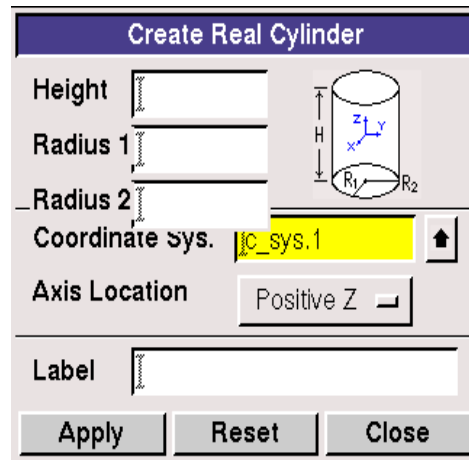 Create Real Cylinder
Height
Radius 1
Radius 2
H
Z
Y
X
R1
R2
Coordinate Sys. c_sys.1
Axis Location Positive Z
Label
Apply Reset Close